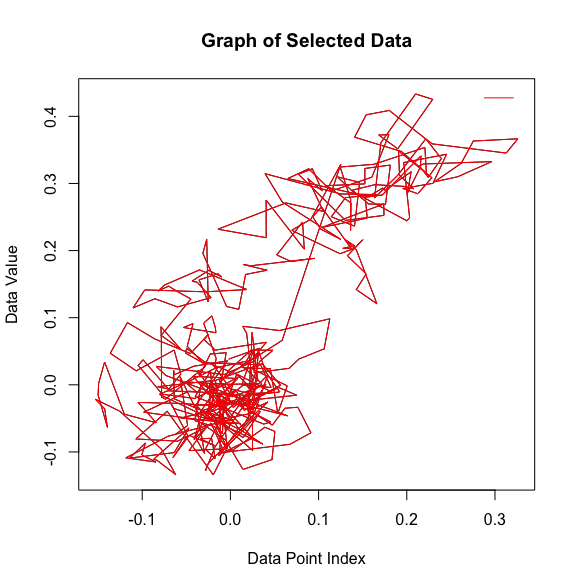 Graph of Selected Data
0.4
0.3
0.2
0.1
0.0
-0.1
Data Value
-0.1 0.0 0.1 0.2 0.3
Data Point Index